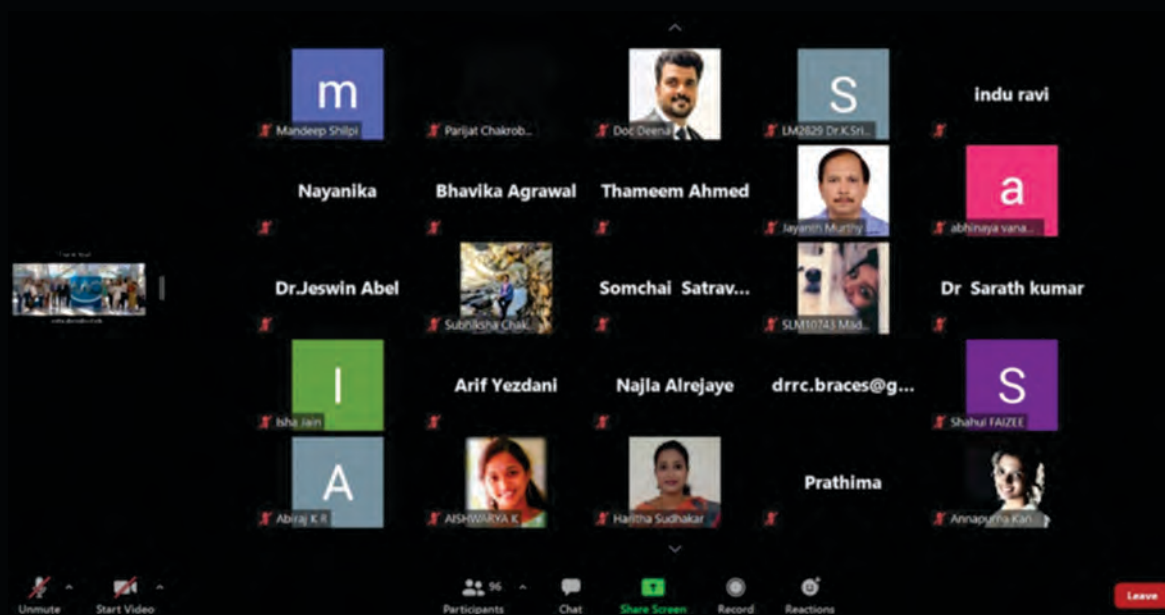 m
Mandeep Shilpi
Parijat Chakrob...
Doc Deena
S
LM2829 Dr.K.Sri...
indu ravi
Nayanika
Bhavika Agrawal
Thameem Ahmed
Jayanth Murthy
a
abhinaya vana...
Dr.Jeswin Abel
Subhiksha Chak...
Somchai Satrav...
SLM10743 Mad...
Dr Sarath kumar
I
Isha Jain
Arif Yezdani
Najla Alrejaye
drrc.braces@g...
S
Shahul FAIZEE
A
Abiraj K R
AISHWARYA K
Haritha Sudhakar
Prathima
Annapurna Kan...
Unmute
Start Video
96
Participants
Chat
Share Screen
Record
Reactions
Leave